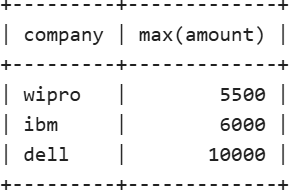 +---------+-------------+
| company | max(amount) |
+---------+-------------+
| wipro   |        5500 |
| ibm     |        6000 |
| dell    |       10000 |
+---------+-------------+